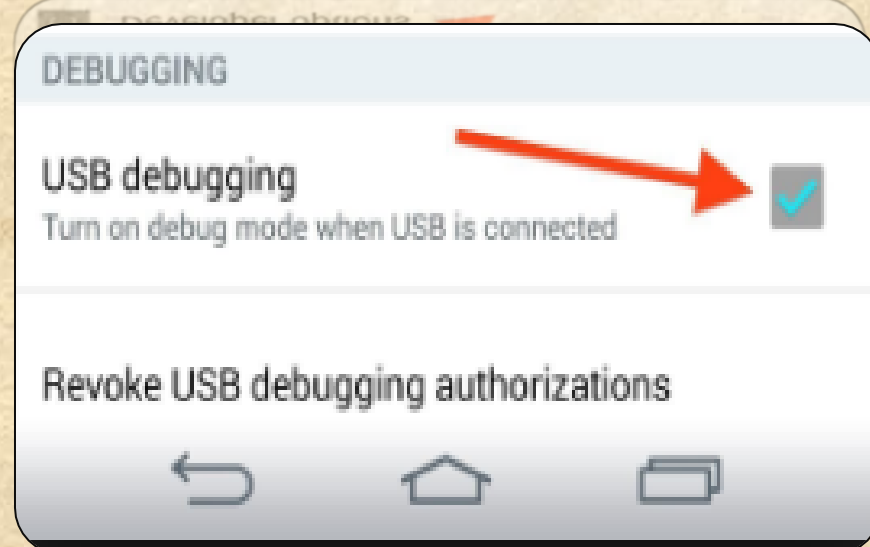 DEBUGGING
USB debugging
Turn on debug mode when USB is connected
Revoke USB debugging authorizations